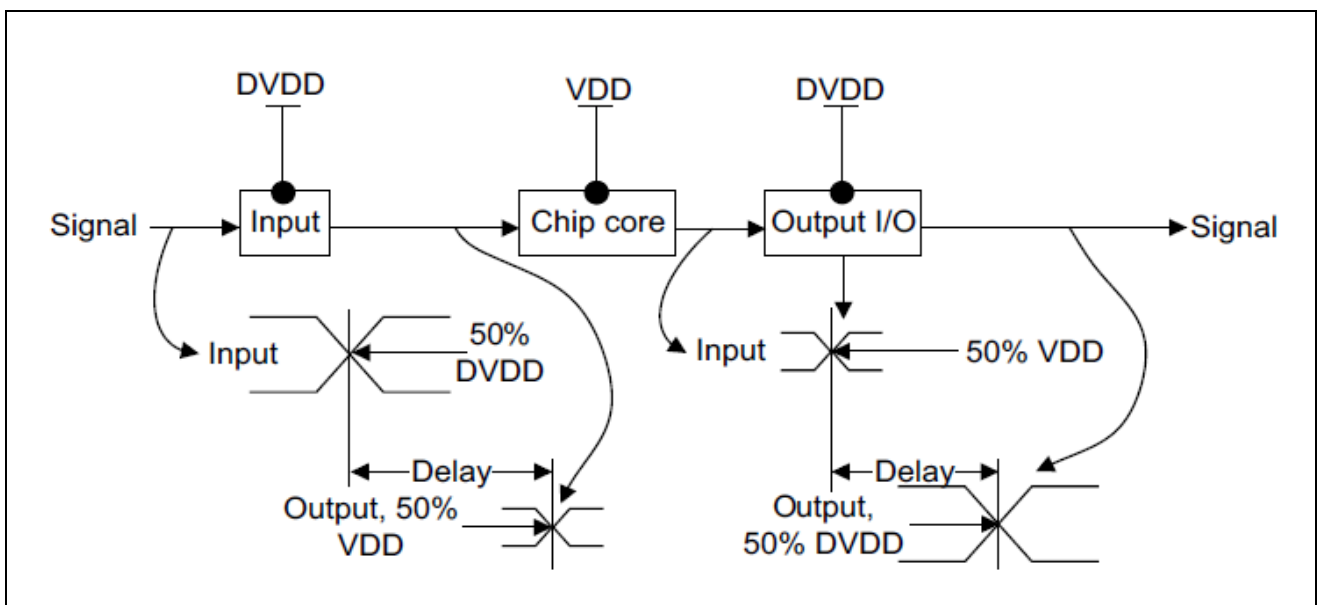 DVDD
VDD
DVDD
Signal
Input
Chip core
Output I/O
Signal
Input
50%
DVDD
Input
50% VDD
Delay
Output, 50%
VDD
Delay
Output,
50% DVDD